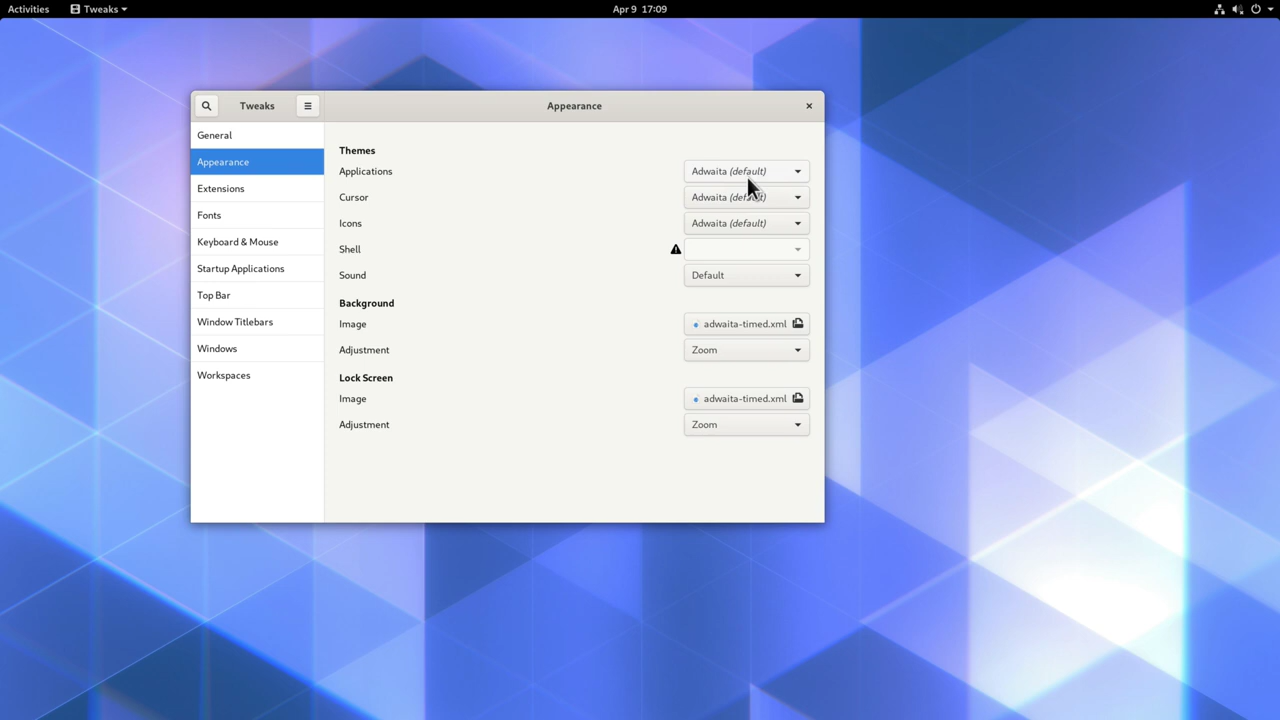 Activities Tweaks Apr 9 17:09
Tweaks Appearance
General
Appearance
Extensions
Fonts
Keyboard & Mouse
Startup Applications
Top Bar
Window Titlebars
Windows
Workspaces
Themes
Applications Adwaita (default)
Cursor Adwaita (default)
Icons Adwaita (default)
Shell
Sound Default
Background
Image adwaita-timed.xml
Adjustment Zoom
Lock Screen
Image adwaita-timed.xml
Adjustment Zoom